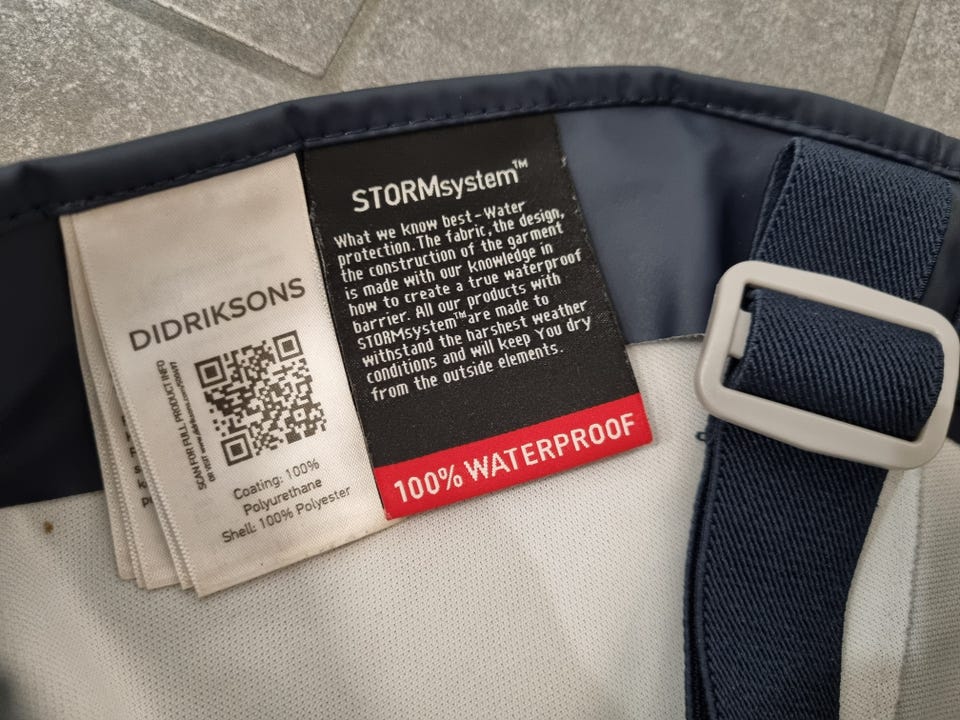 DIDRIKSONS
SCAN FOR FULL PRODUCT INFO
Coating: 100%
Polyurethane
Shell: 100% Polyester
STORMsystem™
What we know best - Water
protection. The fabric, the design,
the construction of the garment
is made with our knowledge in
how to create a true waterproof
barrier. All our products with
STORMsystem™ are made to
withstand the harshest weather
conditions and will keep You dry
from the outside elements.
100% WATERPROOF